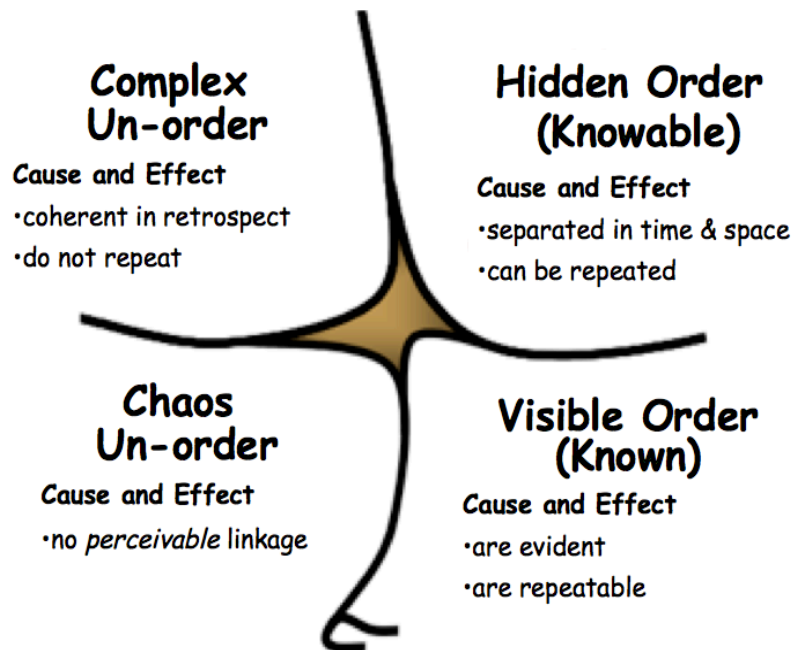 Complex
Un-order
Cause and Effect
•coherent in retrospect
•do not repeat
Hidden Order
(Knowable)
Cause and Effect
•separated in time & space
•can be repeated
Chaos
Un-order
Cause and Effect
•no perceivable linkage
Visible Order
(Known)
Cause and Effect
•are evident
•are repeatable